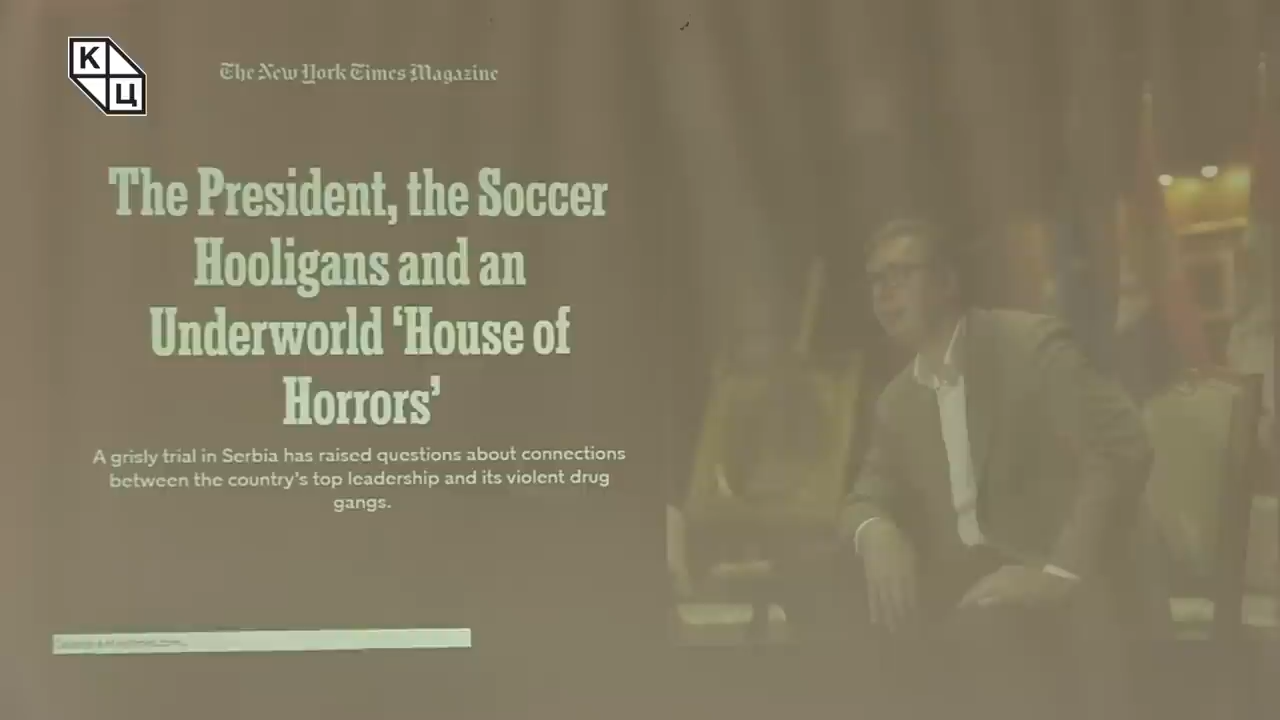 К
Ц
The New York Times Magazine
The President, the Soccer
Hooligans and an
Underworld ‘House of
Horrors’
A grisly trial in Serbia has raised questions about connections
between the country's top leadership and its violent drug
gangs.